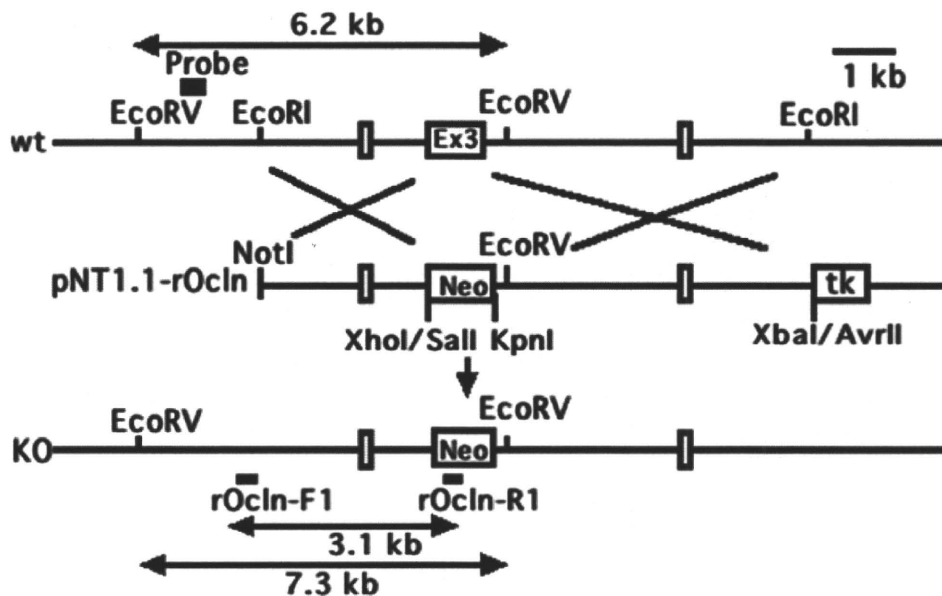 6.2 kb
Probe
1 kb
EcoRV EcoRI EcoRV EcoRI
wt Ex3
NotI EcoRV
pNT1.1-rOcln Neo tk
XhoI/SalI KpnI XbaI/AvrII
EcoRV EcoRV
KO Neo
rOcln-F1 rOcln-R1
3.1 kb
7.3 kb